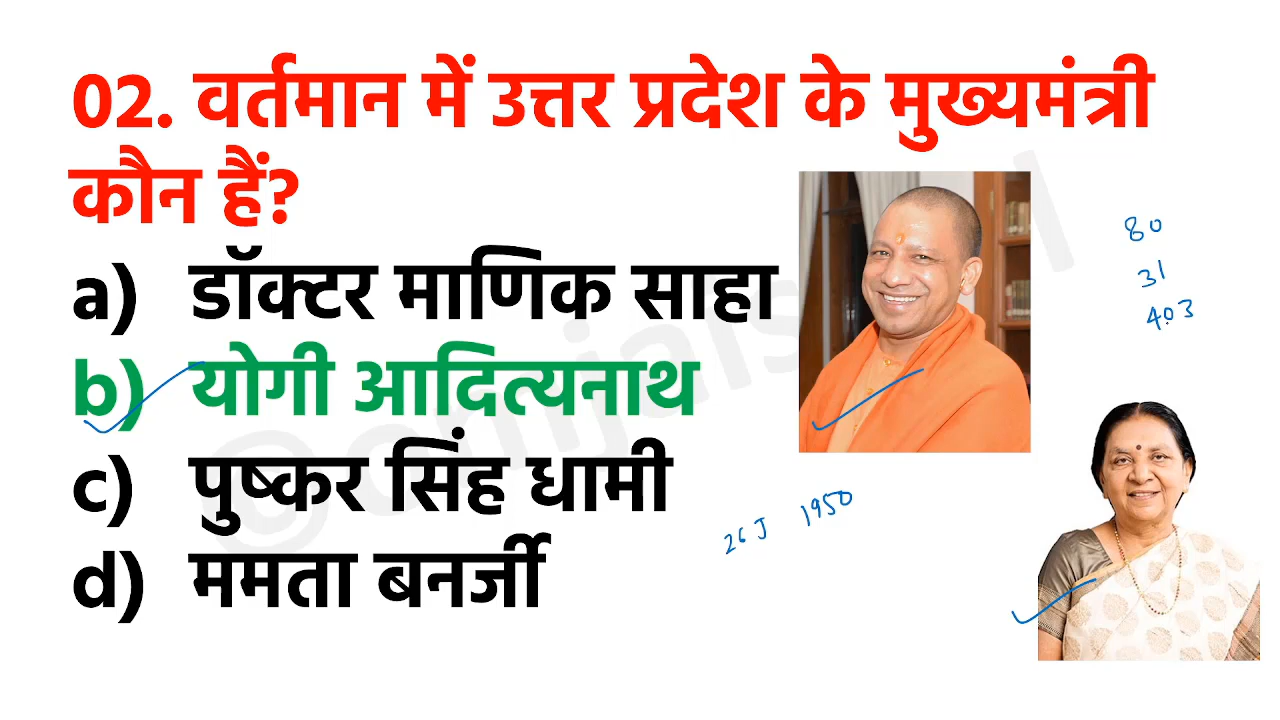 02. वर्तमान में उत्तर प्रदेश के मुख्यमंत्री
कौन हैं?
a) डॉक्टर माणिक साहा
b) योगी आदित्यनाथ
c) पुष्कर सिंह धामी
d) ममता बनर्जी
80
31
403
26 J 1950